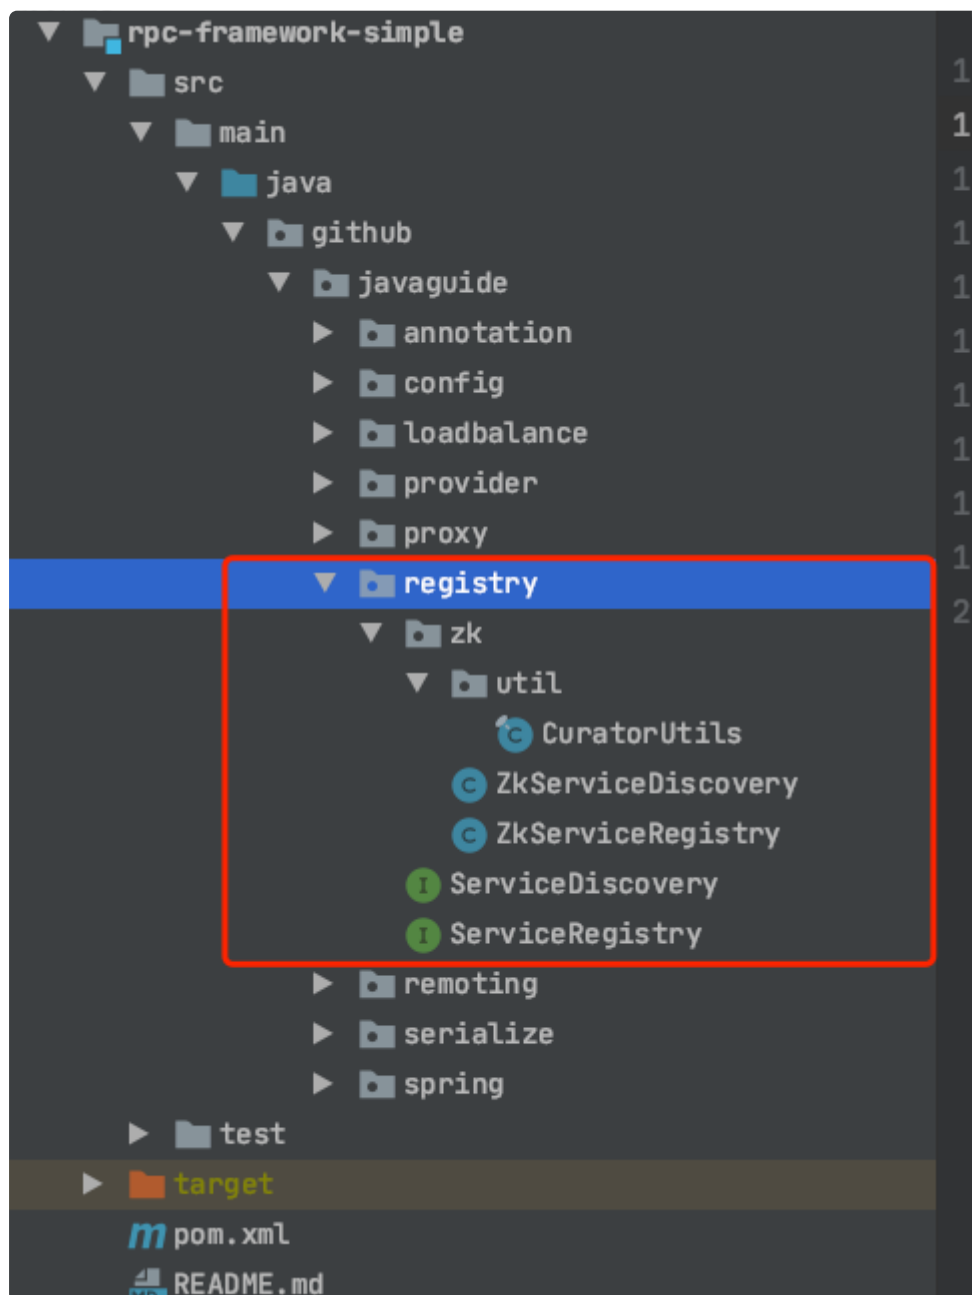 rpc-framework-simple
src
main
java
github
javaguide
annotation
config
loadbalance
provider
proxy
registry
zk
util
CuratorUtils
ZkServiceDiscovery
ZkServiceRegistry
ServiceDiscovery
ServiceRegistry
remoting
serialize
spring
test
target
pom.xml
README.md